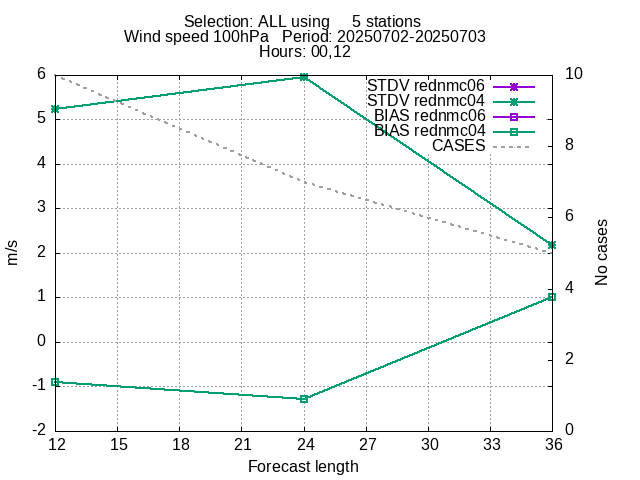 Selection: ALL using     5 stations
Wind speed 100hPa   Period: 20250702-20250703
Hours: 00,12
STDV rednmc06
STDV rednmc04
BIAS rednmc06
BIAS rednmc04
CASES
6
5
4
3
2
1
0
-1
-2
m/s
10
8
6
4
2
0
No cases
12 15 18 21 24 27 30 33 36
Forecast length